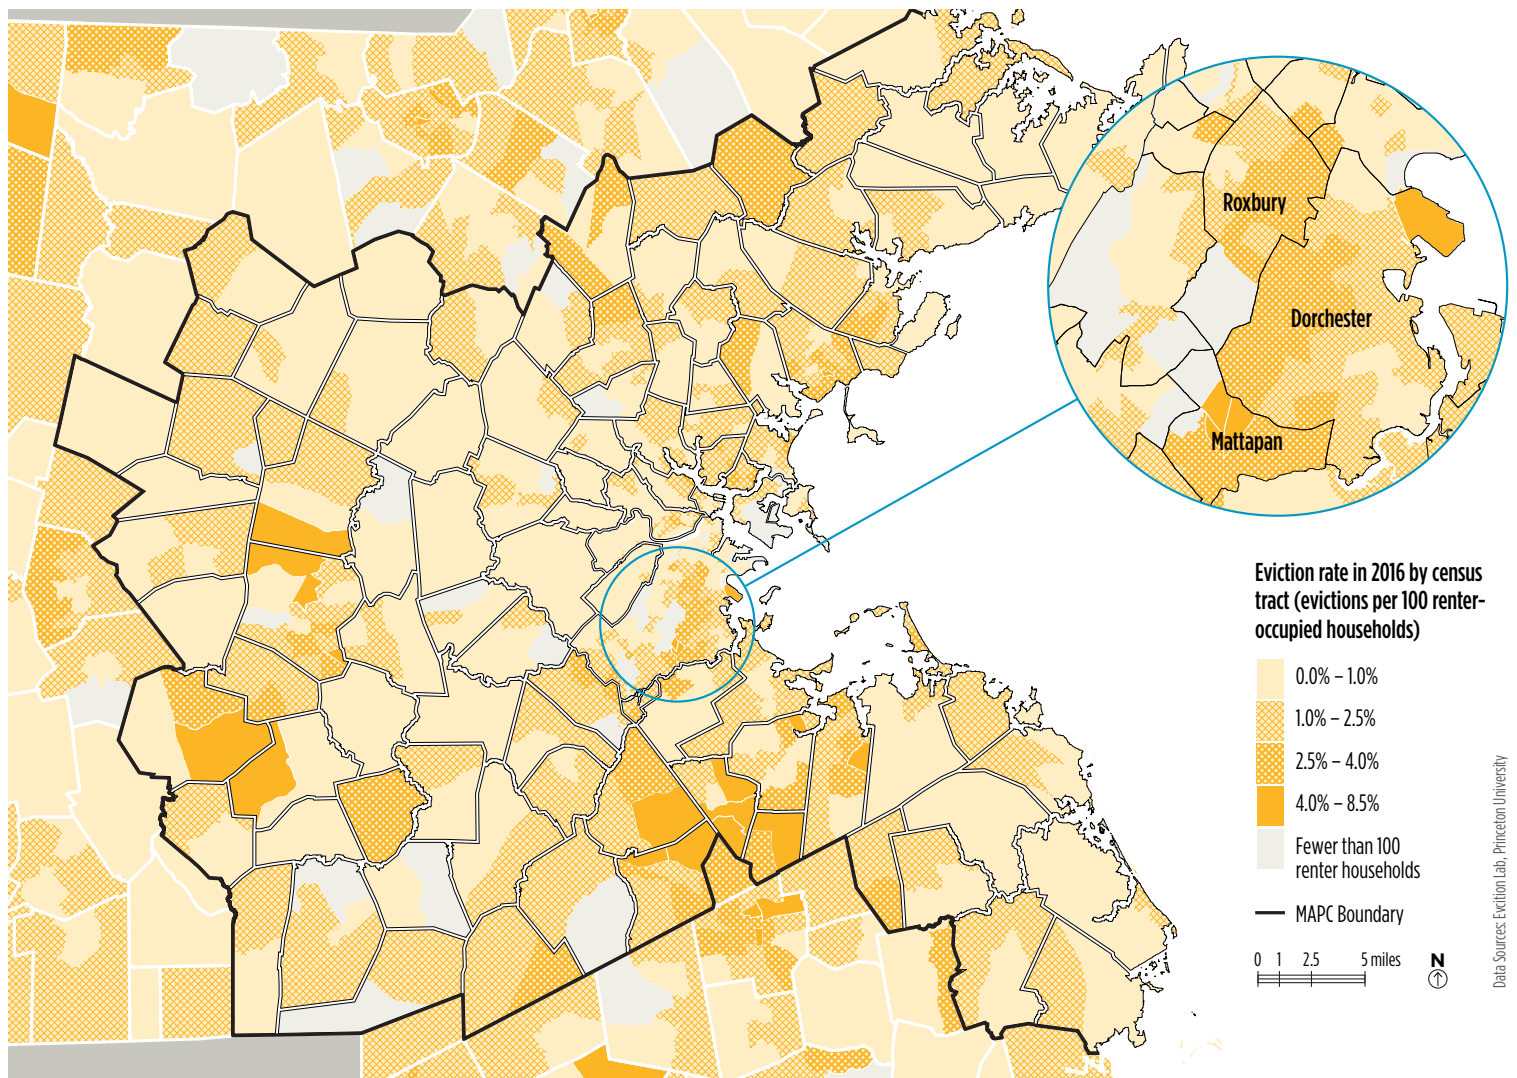 Roxbury
Dorchester
Mattapan
Eviction rate in 2016 by census
tract (evictions per 100 renter-
occupied households)
0.0% – 1.0%
1.0% – 2.5%
2.5% – 4.0%
4.0% – 8.5%
Fewer than 100
renter households
MAPC Boundary
0 1 2.5 5 miles
N
Data Sources: Evcition Lab, Princeton University